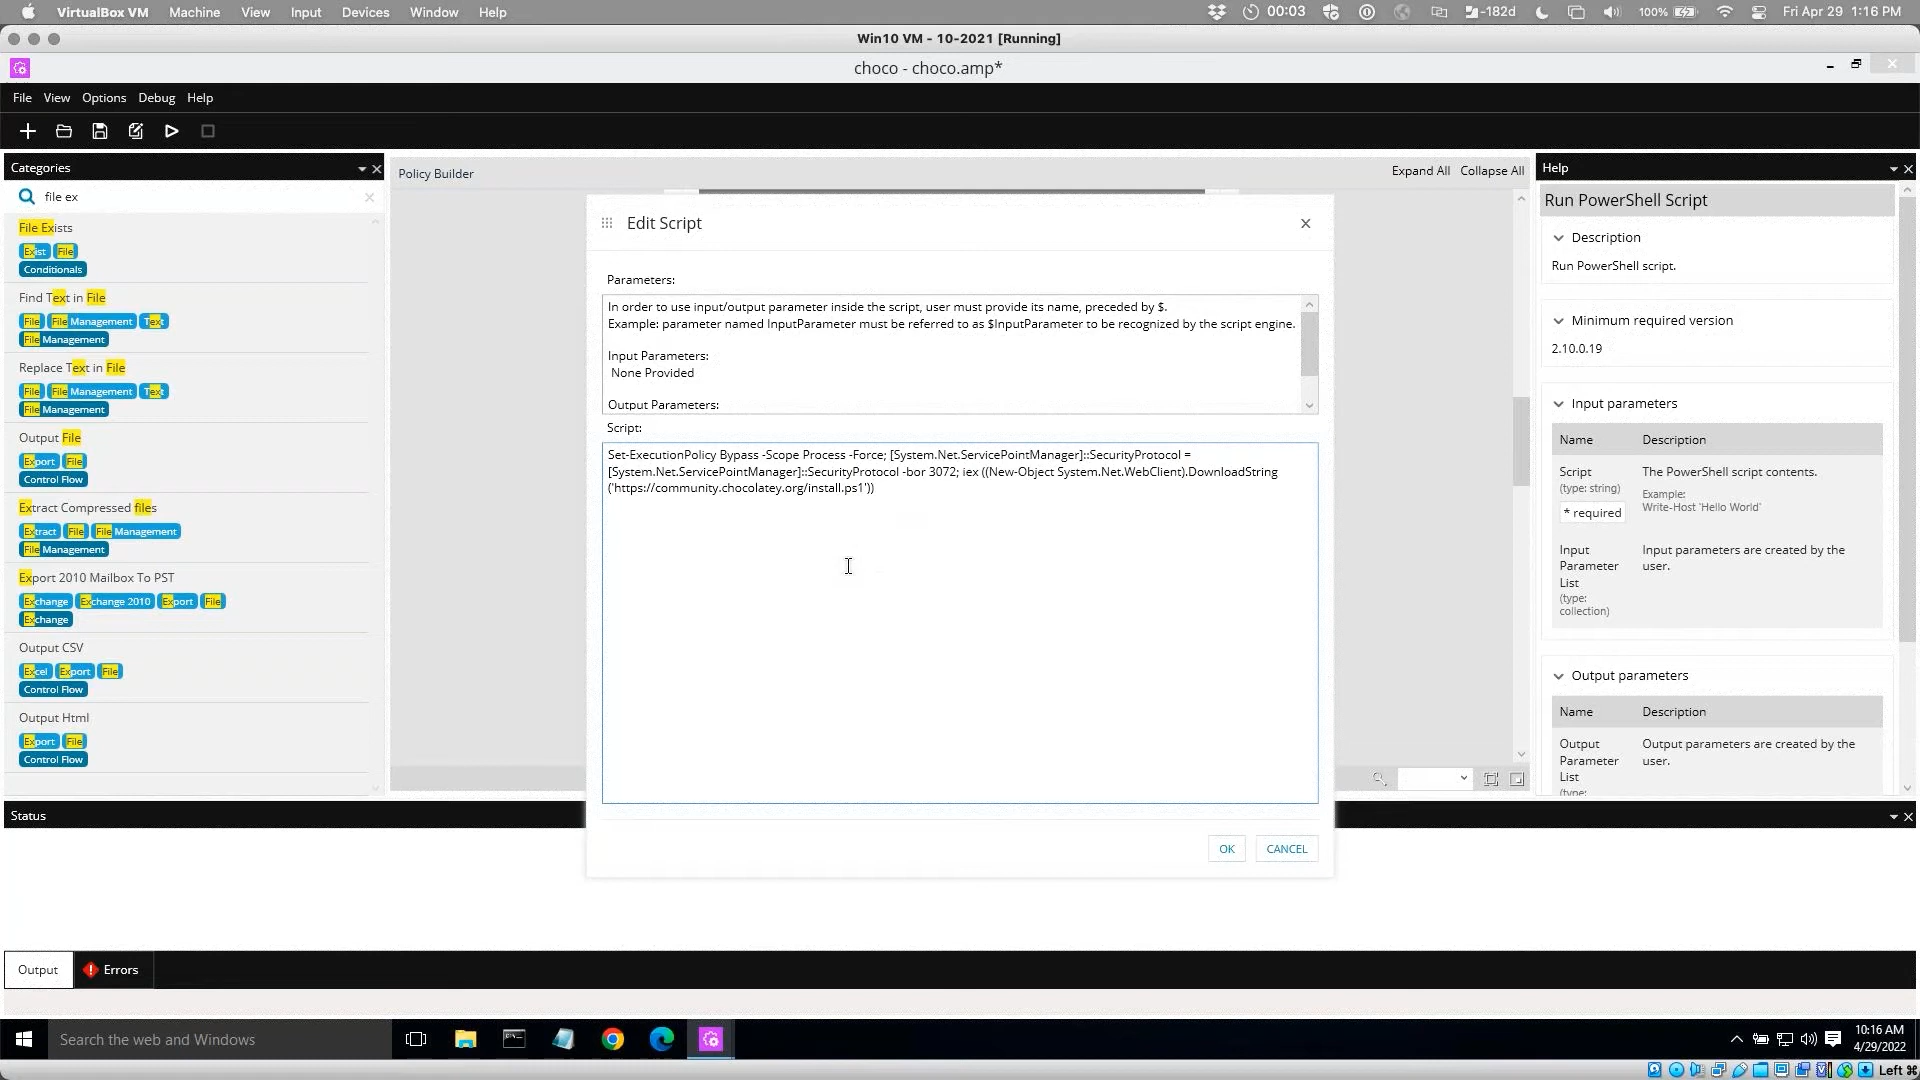 VirtualBox VM Machine View Input Devices Window Help 00:03 -182d 100% Fri Apr 29 1:16 PM
Win10 VM - 10-2021 [Running]
choco - choco.amp*
File View Options Debug Help
Categories
file ex
File Exists
Exist File
Conditionals
Find Text in File
File File Management Text
File Management
Replace Text in File
File File Management Text
File Management
Output File
Export File
Control Flow
Extract Compressed files
Extract File File Management
File Management
Export 2010 Mailbox To PST
Exchange Exchange 2010 Export File
Exchange
Output CSV
Excel Export File
Control Flow
Output Html
Export File
Control Flow
Policy Builder
Expand All Collapse All
Edit Script
Parameters:
In order to use input/output parameter inside the script, user must provide its name, preceded by $.
Example: parameter named InputParameter must be referred to as $InputParameter to be recognized by the script engine.
Input Parameters:
None Provided
Output Parameters:
Script:
Set-ExecutionPolicy Bypass -Scope Process -Force; [System.Net.ServicePointManager]::SecurityProtocol =
[System.Net.ServicePointManager]::SecurityProtocol -bor 3072; iex ((New-Object System.Net.WebClient).DownloadString
('https://community.chocolatey.org/install.ps1'))
OK CANCEL
Help
Run PowerShell Script
Description
Run PowerShell script.
Minimum required version
2.10.0.19
Input parameters
Name Description
Script The PowerShell script contents.
(type: string) Example:
* required Write-Host 'Hello World'
Input Input parameters are created by the
Parameter user.
List
(type:
collection)
Output parameters
Name Description
Output Output parameters are created by the
Parameter user.
List
(type:
Status
Output Errors
Search the web and Windows
10:16 AM
4/29/2022
Left ⌘